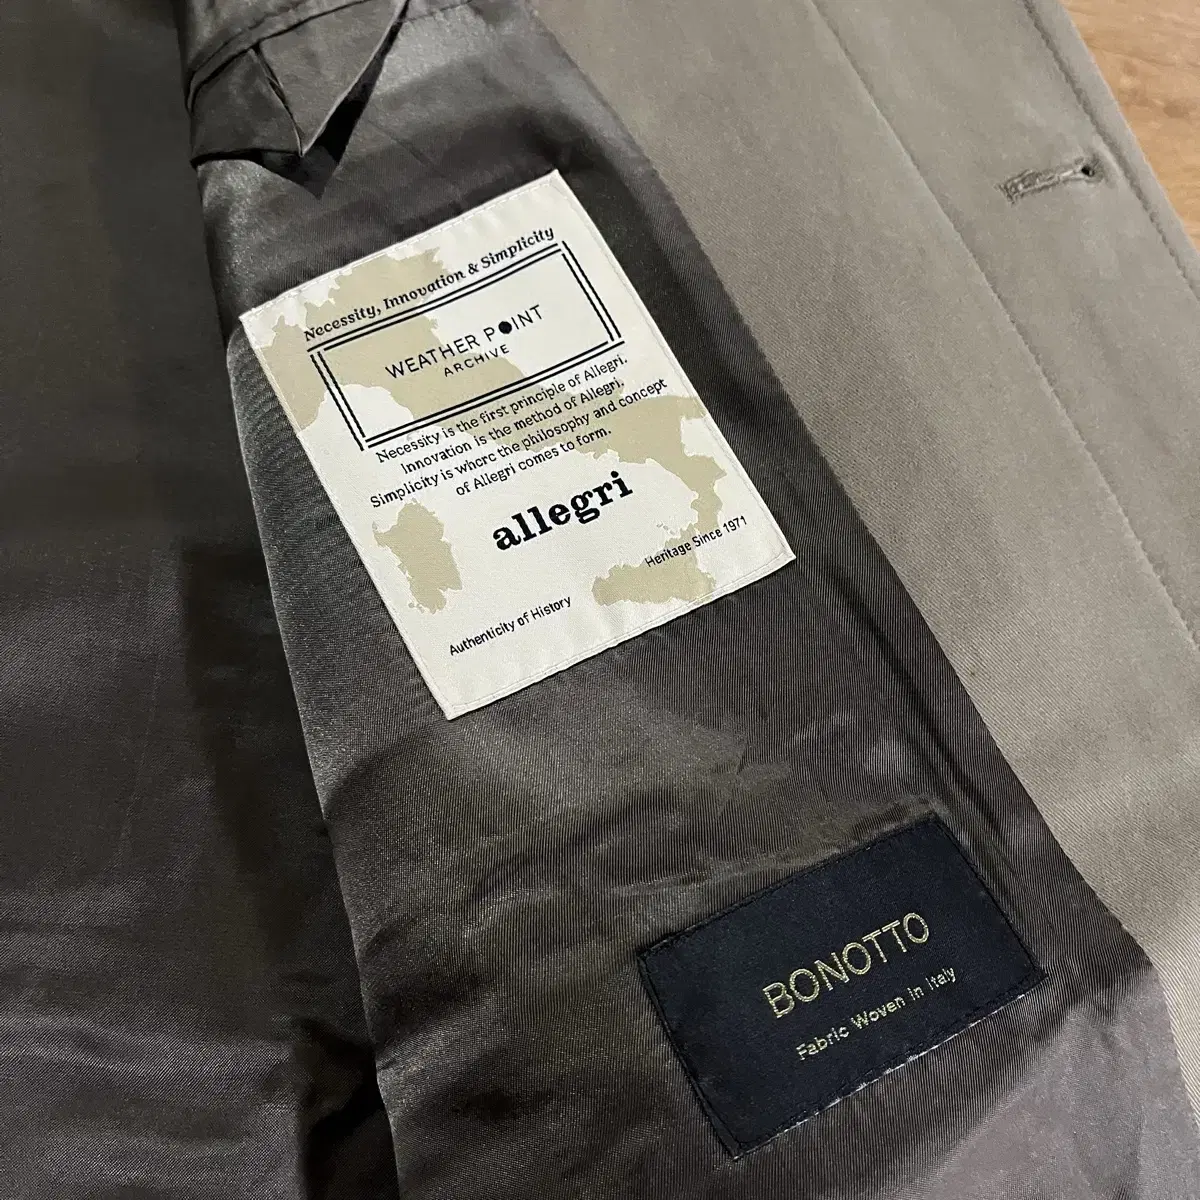 Necessity, Innovation & Simplicity
WEATHER POINT
ARCHIVE
Necessity is the first principle of Allegri.
Innovation is the method of Allegri.
Simplicity is where the philosophy and concept
of Allegri comes to form.
allegri
Heritage Since 1971
Authenticity of History
BONOTTO
Fabric Woven in Italy